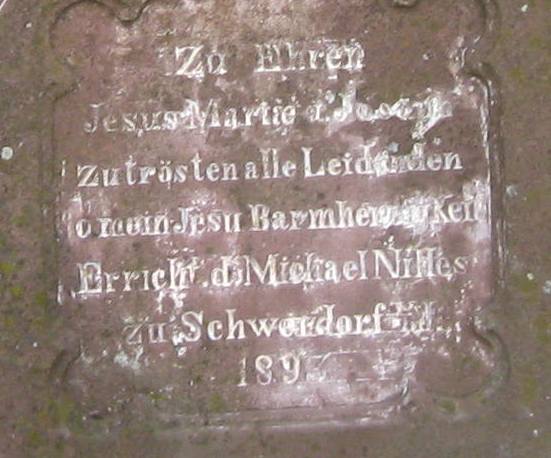 Zu Ehren
Jesus Marie u. Joseph
zu trösten alle Leidenden
o mein Jesu Barmherzigkeit
Erricht. d. Michael Nilles
zu Schwerdorf
189